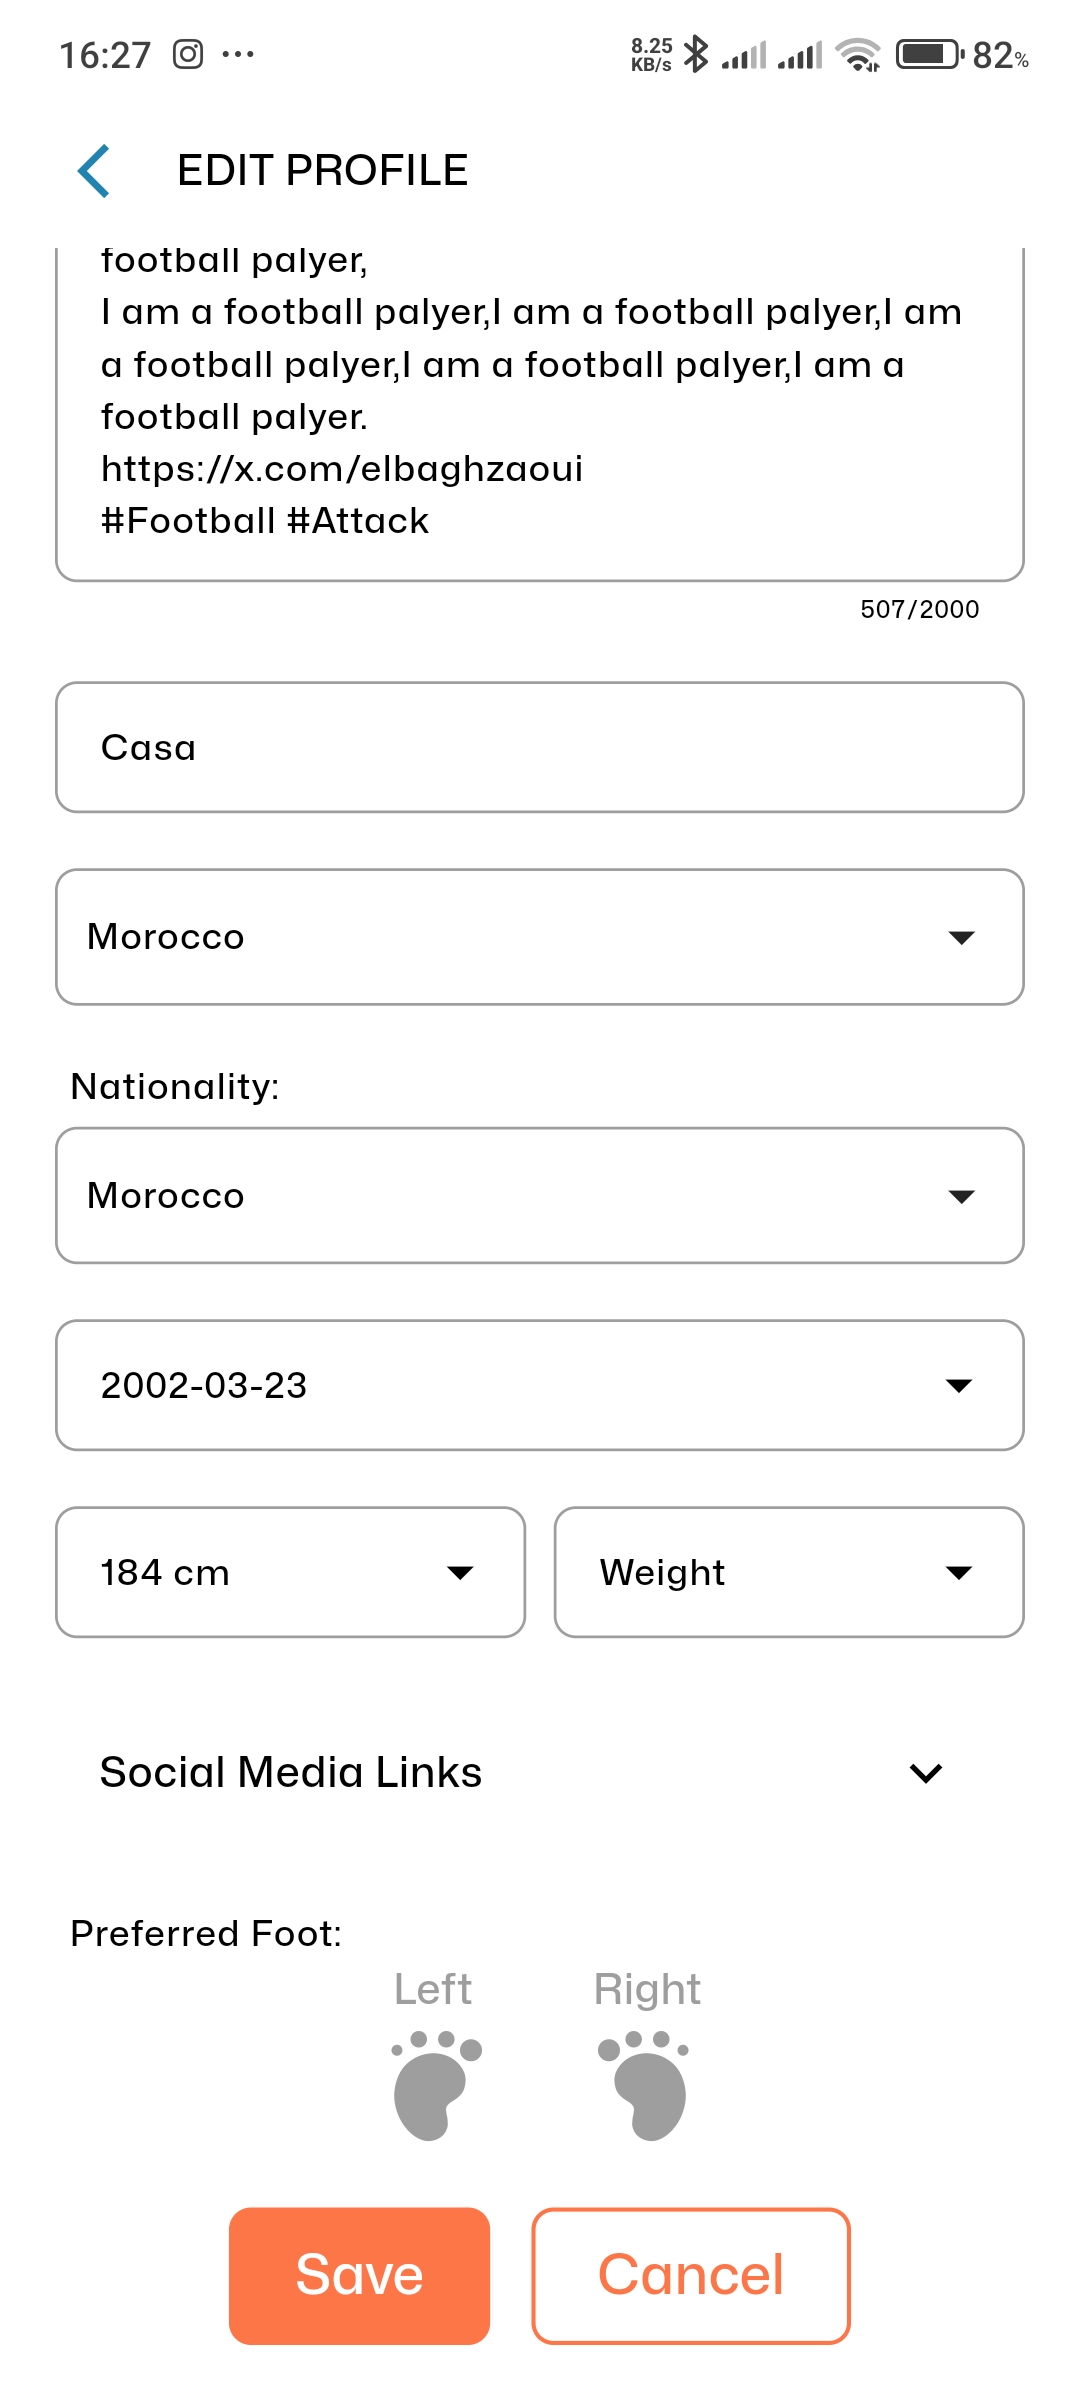 16:27
8.25
KB/s
82%
EDIT PROFILE
football palyer,
I am a football palyer,I am a football palyer,I am
a football palyer,I am a football palyer,I am a
football palyer.
https://x.com/elbaghzaoui
#Football #Attack
507/2000
Casa
Morocco
Nationality:
Morocco
2002-03-23
184 cm
Weight
Social Media Links
Preferred Foot:
Left
Right
Save
Cancel